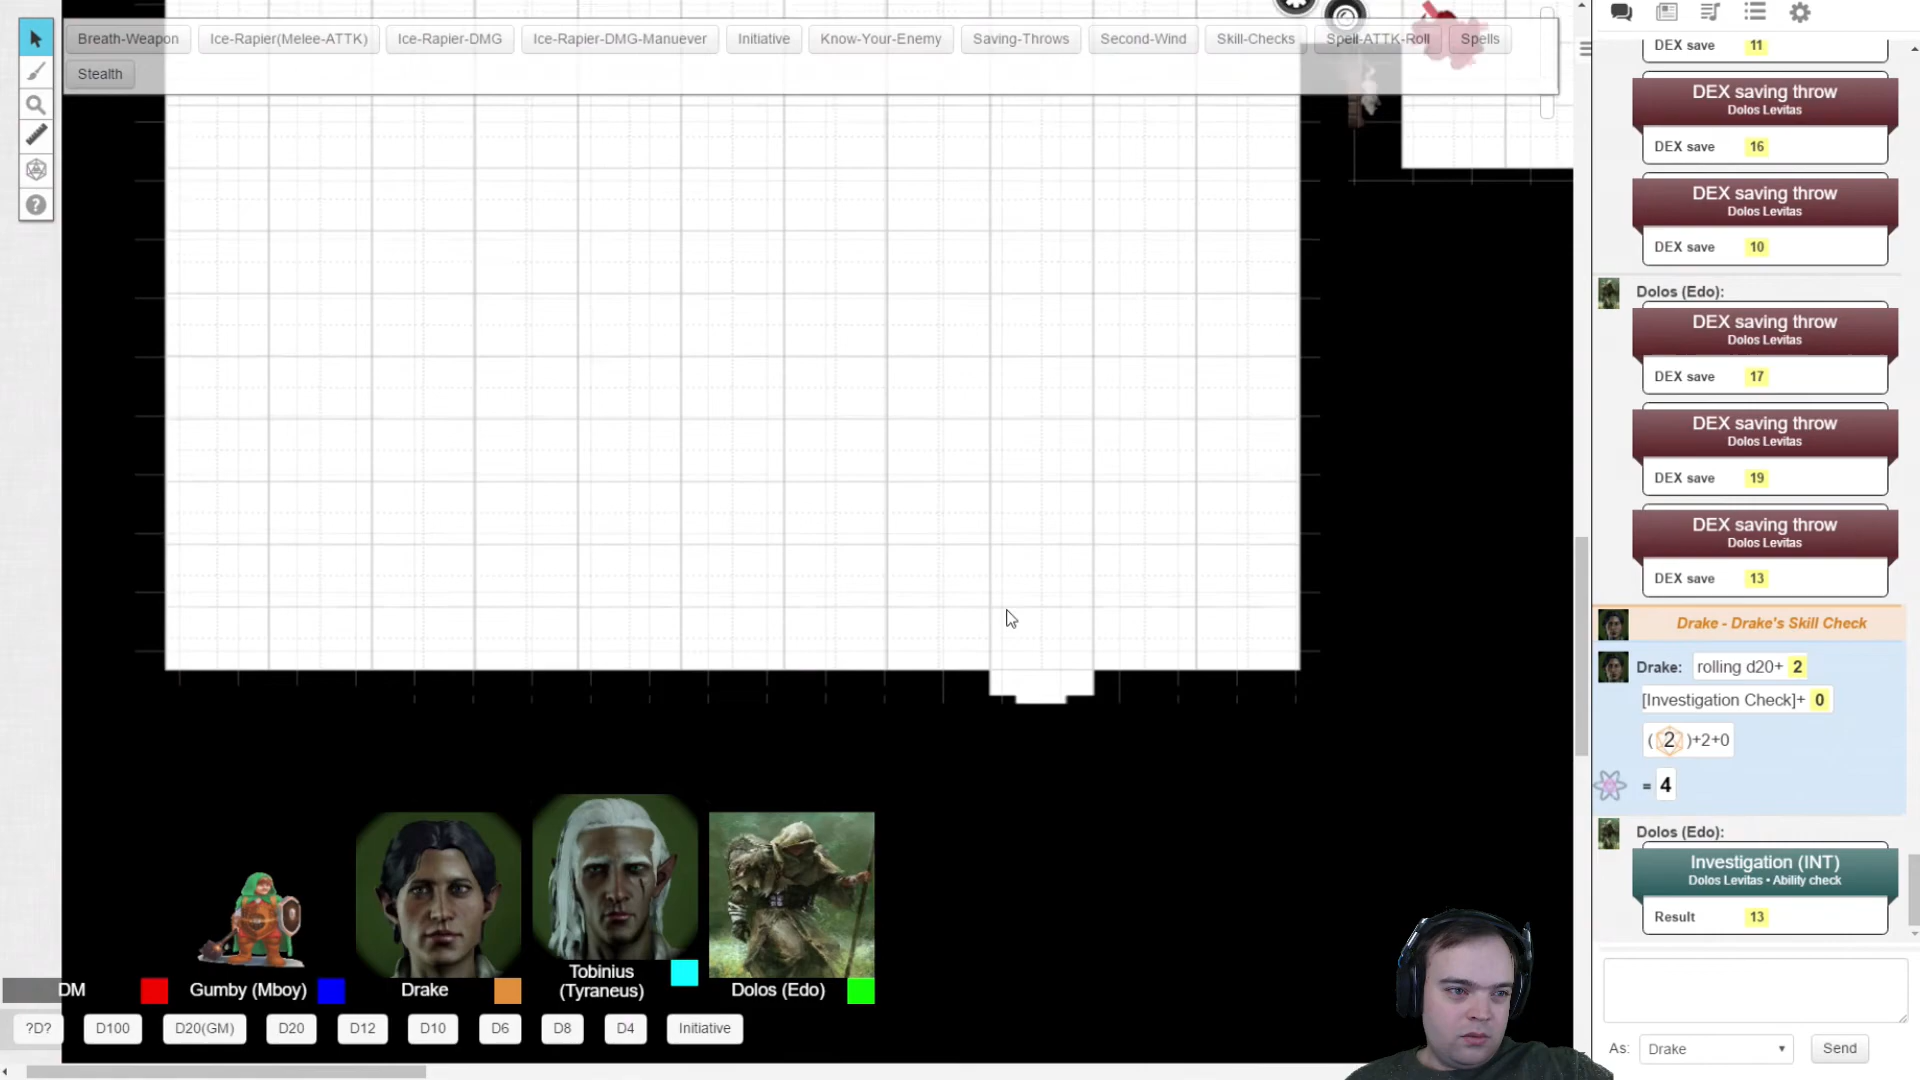 Breath-Weapon Ice-Rapier(Melee-ATTK) Ice-Rapier-DMG Ice-Rapier-DMG-Manuever Initiative Know-Your-Enemy Saving-Throws Second-Wind Skill-Checks Spell-ATTK-Roll Spells
Stealth
DEX save 11
DEX saving throw
Dolos Levitas
DEX save 16
DEX saving throw
Dolos Levitas
DEX save 10
Dolos (Edo):
DEX saving throw
Dolos Levitas
DEX save 17
DEX saving throw
Dolos Levitas
DEX save 19
DEX saving throw
Dolos Levitas
DEX save 13
Drake - Drake's Skill Check
Drake: rolling d20+ 2
[Investigation Check]+ 0
(2)+2+0
= 4
Dolos (Edo):
Investigation (INT)
Dolos Levitas • Ability check
Result 13
DM
Gumby (Mboy)
Drake
Tobinius
(Tyraneus)
Dolos (Edo)
?D? D100 D20(GM) D20 D12 D10 D6 D8 D4 Initiative
As: Drake Send